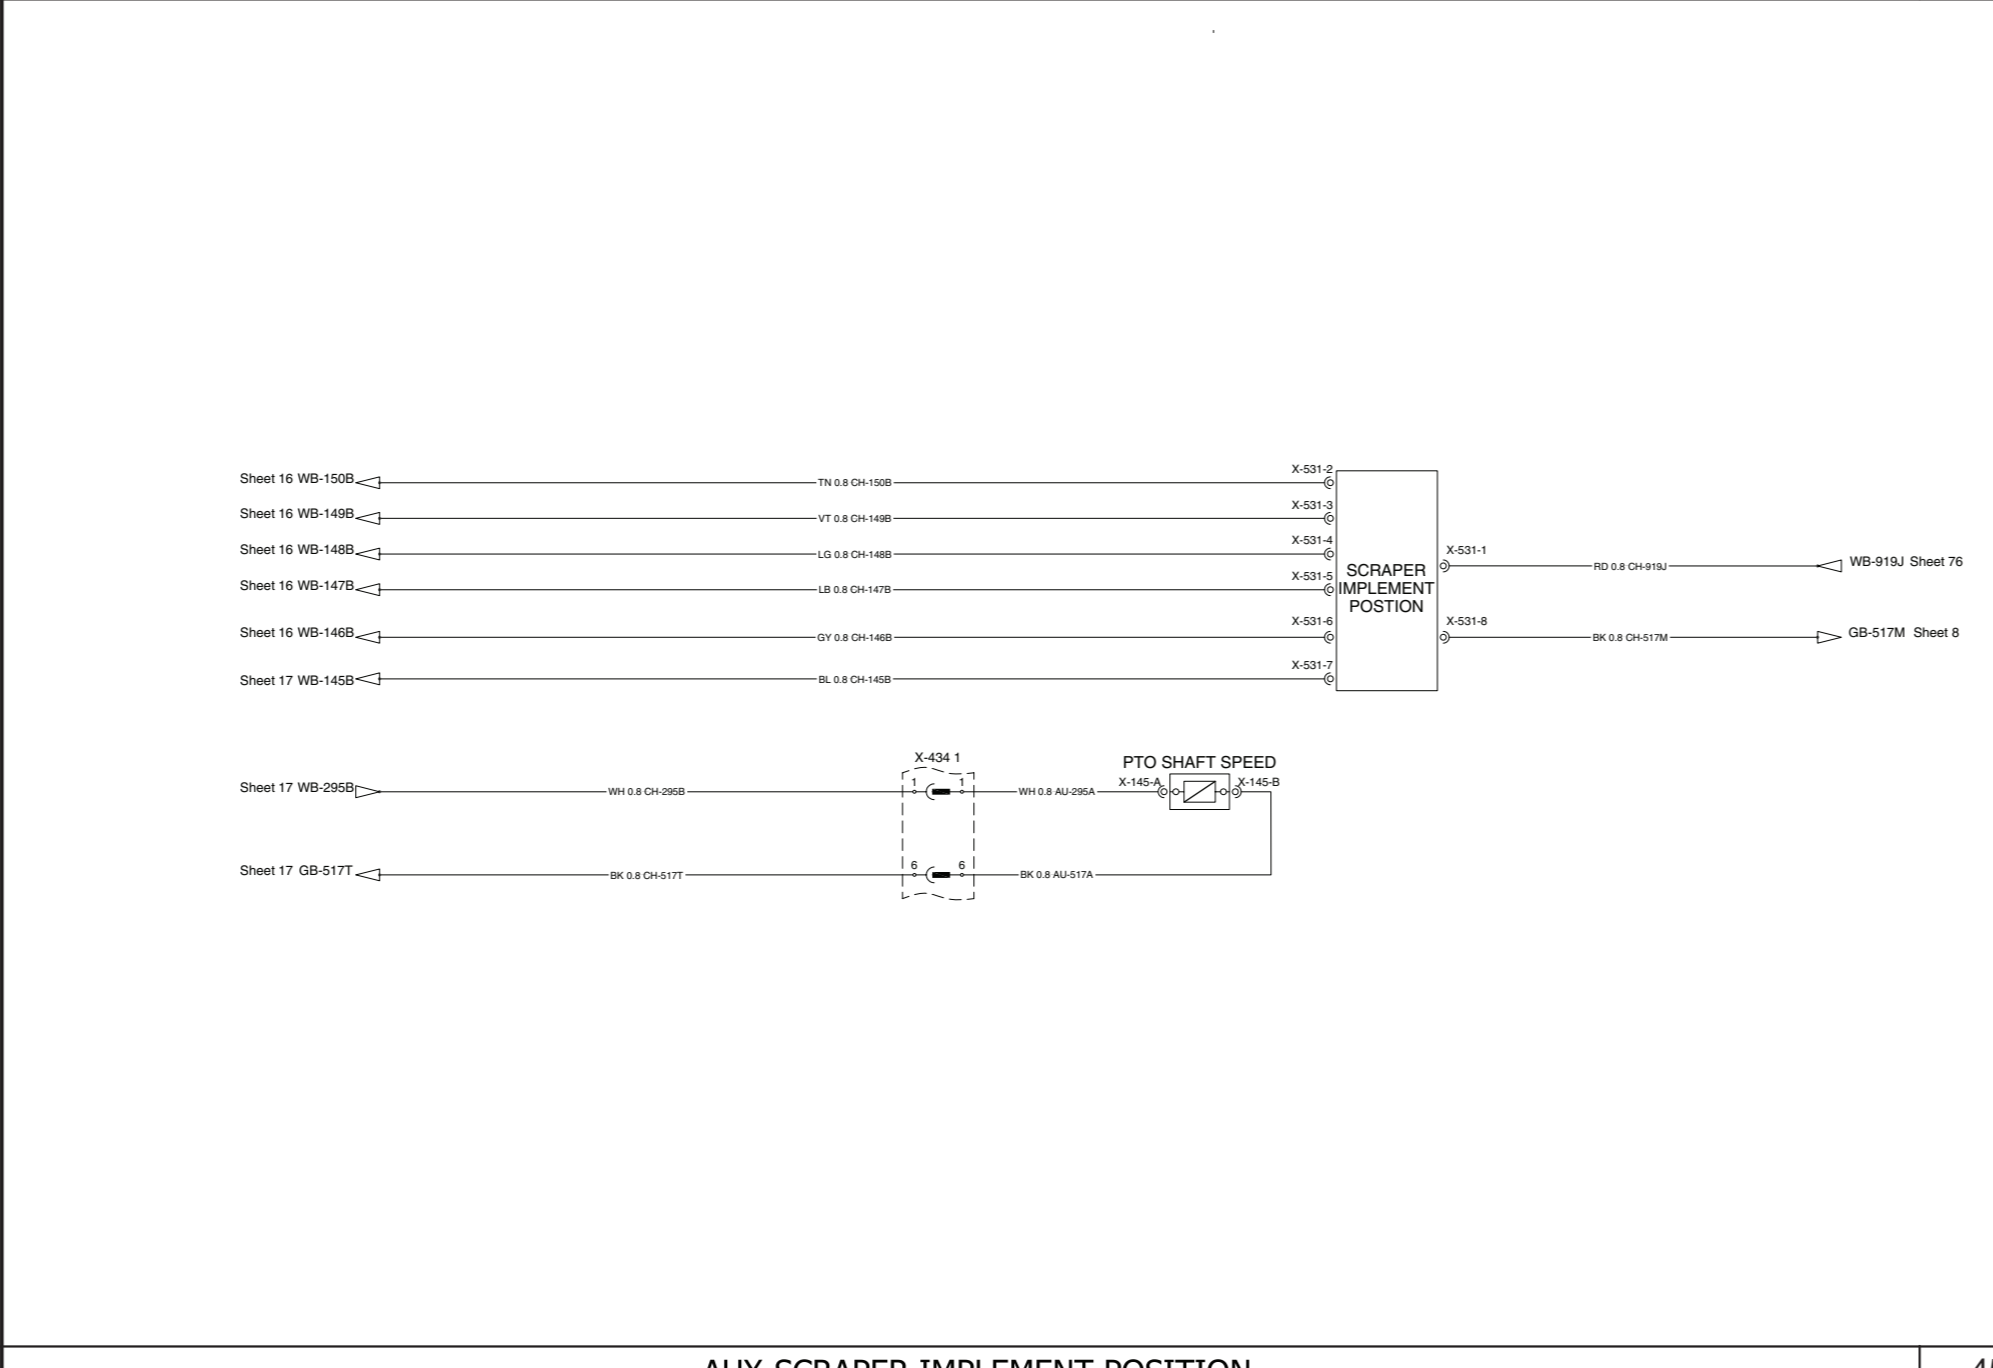 Sheet 16 WB-150B TN 0.8 CH-150B X-531-2
Sheet 16 WB-149B VT 0.8 CH-149B X-531-3
Sheet 16 WB-148B LG 0.8 CH-148B X-531-4
Sheet 16 WB-147B LB 0.8 CH-147B X-531-5
Sheet 16 WB-146B GY 0.8 CH-146B X-531-6
Sheet 17 WB-145B BL 0.8 CH-145B X-531-7
SCRAPER
IMPLEMENT
POSTION
X-531-1 RD 0.8 CH-919J WB-919J Sheet 76
X-531-8 BK 0.8 CH-517M GB-517M Sheet 8
X-434 1
PTO SHAFT SPEED
Sheet 17 WB-295B WH 0.8 CH-295B 1 1 WH 0.8 AU-295A X-145-A X-145-B
Sheet 17 GB-517T BK 0.8 CH-517T 6 6 BK 0.8 AU-517A
AUX SCRAPER IMPLEMENT POSITION